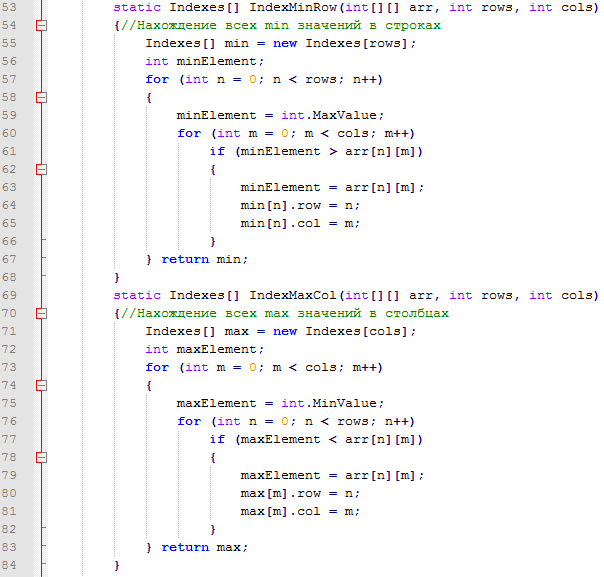 53 static Indexes[] IndexMinRow(int[][] arr, int rows, int cols)
54 {//Нахождение всех min значений в строках
55 Indexes[] min = new Indexes[rows];
56 int minElement;
57 for (int n = 0; n < rows; n++)
58 {
59 minElement = int.MaxValue;
60 for (int m = 0; m < cols; m++)
61 if (minElement > arr[n][m])
62 {
63 minElement = arr[n][m];
64 min[n].row = n;
65 min[n].col = m;
66 }
67 } return min;
68 }
69 static Indexes[] IndexMaxCol(int[][] arr, int rows, int cols)
70 {//Нахождение всех max значений в столбцах
71 Indexes[] max = new Indexes[cols];
72 int maxElement;
73 for (int m = 0; m < cols; m++)
74 {
75 maxElement = int.MinValue;
76 for (int n = 0; n < rows; n++)
77 if (maxElement < arr[n][m])
78 {
79 maxElement = arr[n][m];
80 max[m].row = n;
81 max[m].col = m;
82 }
83 } return max;
84 }